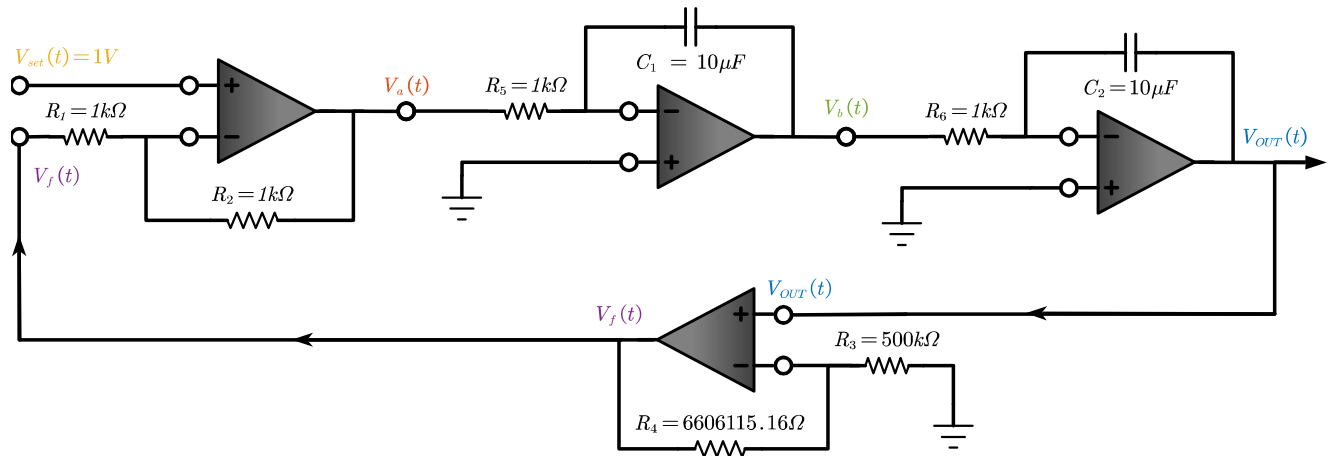 V_set(t)=1V
R_1=1kΩ
V_f(t)
R_2=1kΩ
V_a(t)
R_5=1kΩ
C_1 = 10μF
V_b(t)
R_6=1kΩ
C_2=10μF
V_OUT(t)
V_f(t)
V_OUT(t)
R_3=500kΩ
R_4=6606115.16Ω